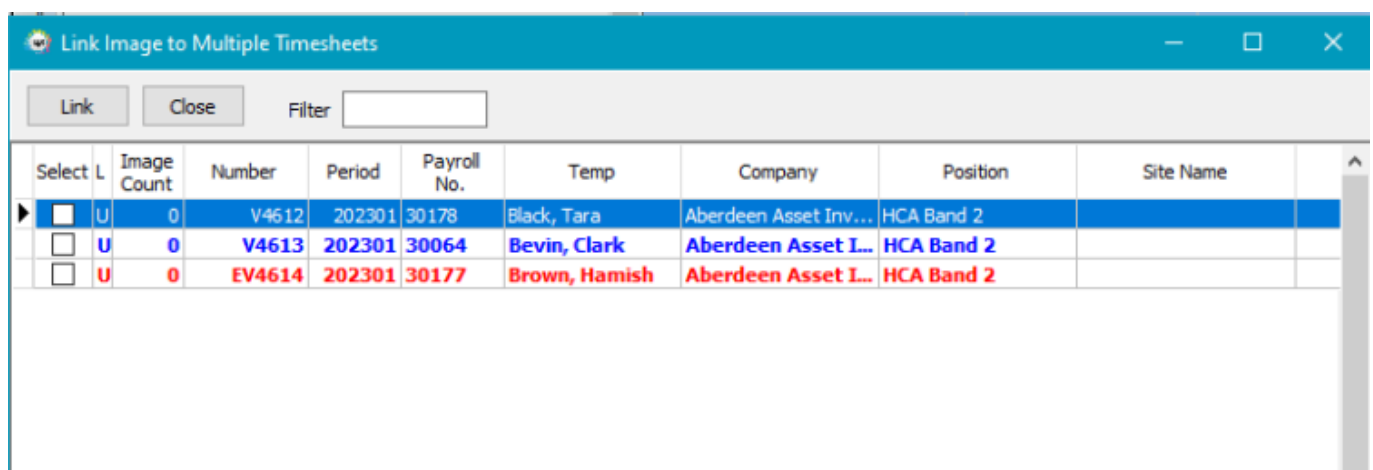 Link Image to Multiple Timesheets
Link Close Filter
Select L Image Count Number Period Payroll No. Temp Company Position Site Name
U 0 V4612 202301 30178 Black, Tara Aberdeen Asset Inv... HCA Band 2
U 0 V4613 202301 30064 Bevin, Clark Aberdeen Asset I... HCA Band 2
U 0 EV4614 202301 30177 Brown, Hamish Aberdeen Asset I... HCA Band 2